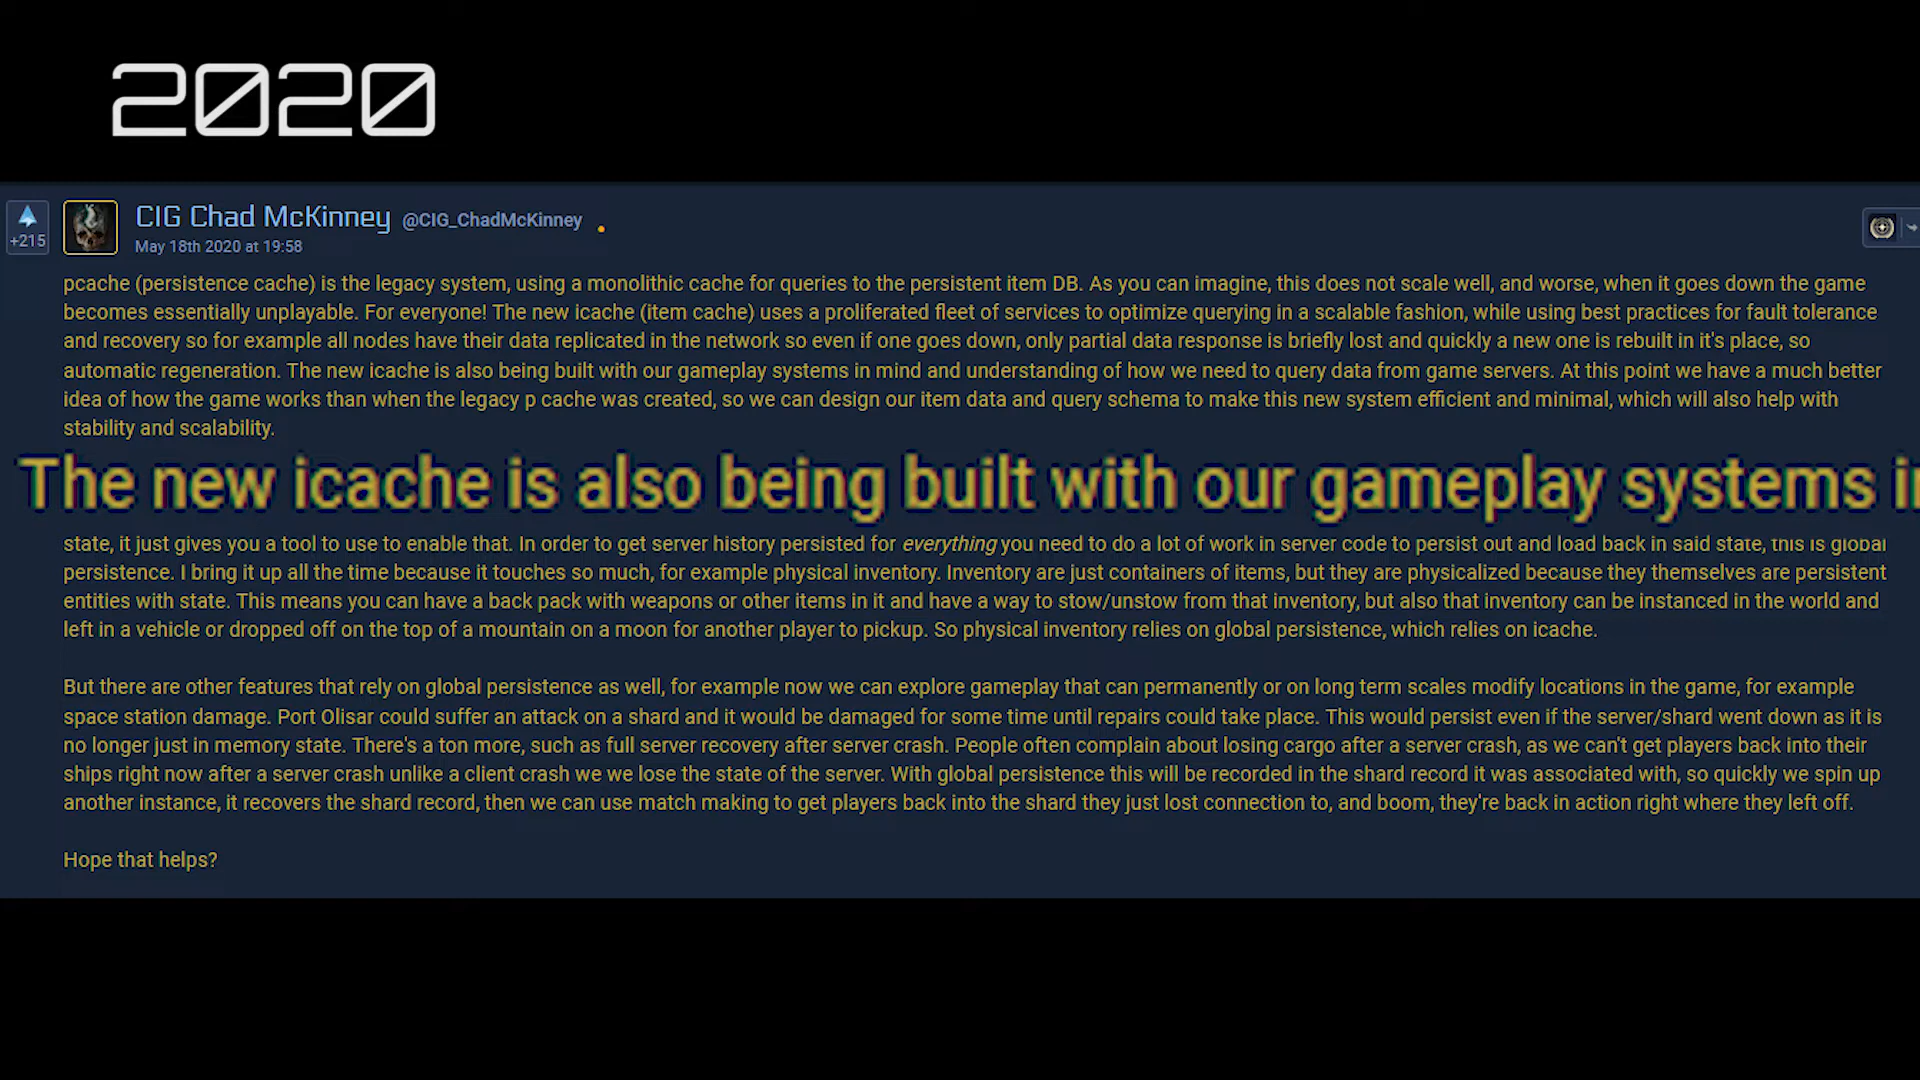 2020
+215
CIG Chad McKinney @CIG_ChadMcKinney
May 18th 2020 at 19:58
pcache (persistence cache) is the legacy system, using a monolithic cache for queries to the persistent item DB. As you can imagine, this does not scale well, and worse, when it goes down the game
becomes essentially unplayable. For everyone! The new icache (item cache) uses a proliferated fleet of services to optimize querying in a scalable fashion, while using best practices for fault tolerance
and recovery so for example all nodes have their data replicated in the network so even if one goes down, only partial data response is briefly lost and quickly a new one is rebuilt in it's place, so
automatic regeneration. The new icache is also being built with our gameplay systems in mind and understanding of how we need to query data from game servers. At this point we have a much better
idea of how the game works than when the legacy p cache was created, so we can design our item data and query schema to make this new system efficient and minimal, which will also help with
stability and scalability.
The new icache is also being built with our gameplay systems
state, it just gives you a tool to use to enable that. In order to get server history persisted for everything you need to do a lot of work in server code to persist out and load back in said state, this is global
persistence. I bring it up all the time because it touches so much, for example physical inventory. Inventory are just containers of items, but they are physicalized because they themselves are persistent
entities with state. This means you can have a back pack with weapons or other items in it and have a way to stow/unstow from that inventory, but also that inventory can be instanced in the world and
left in a vehicle or dropped off on the top of a mountain on a moon for another player to pickup. So physical inventory relies on global persistence, which relies on icache.
But there are other features that rely on global persistence as well, for example now we can explore gameplay that can permanently or on long term scales modify locations in the game, for example
space station damage. Port Olisar could suffer an attack on a shard and it would be damaged for some time until repairs could take place. This would persist even if the server/shard went down as it is
no longer just in memory state. There's a ton more, such as full server recovery after server crash. People often complain about losing cargo after a server crash, as we can't get players back into their
ships right now after a server crash unlike a client crash we we lose the state of the server. With global persistence this will be recorded in the shard record it was associated with, so quickly we spin up
another instance, it recovers the shard record, then we can use match making to get players back into the shard they just lost connection to, and boom, they're back in action right where they left off.
Hope that helps?